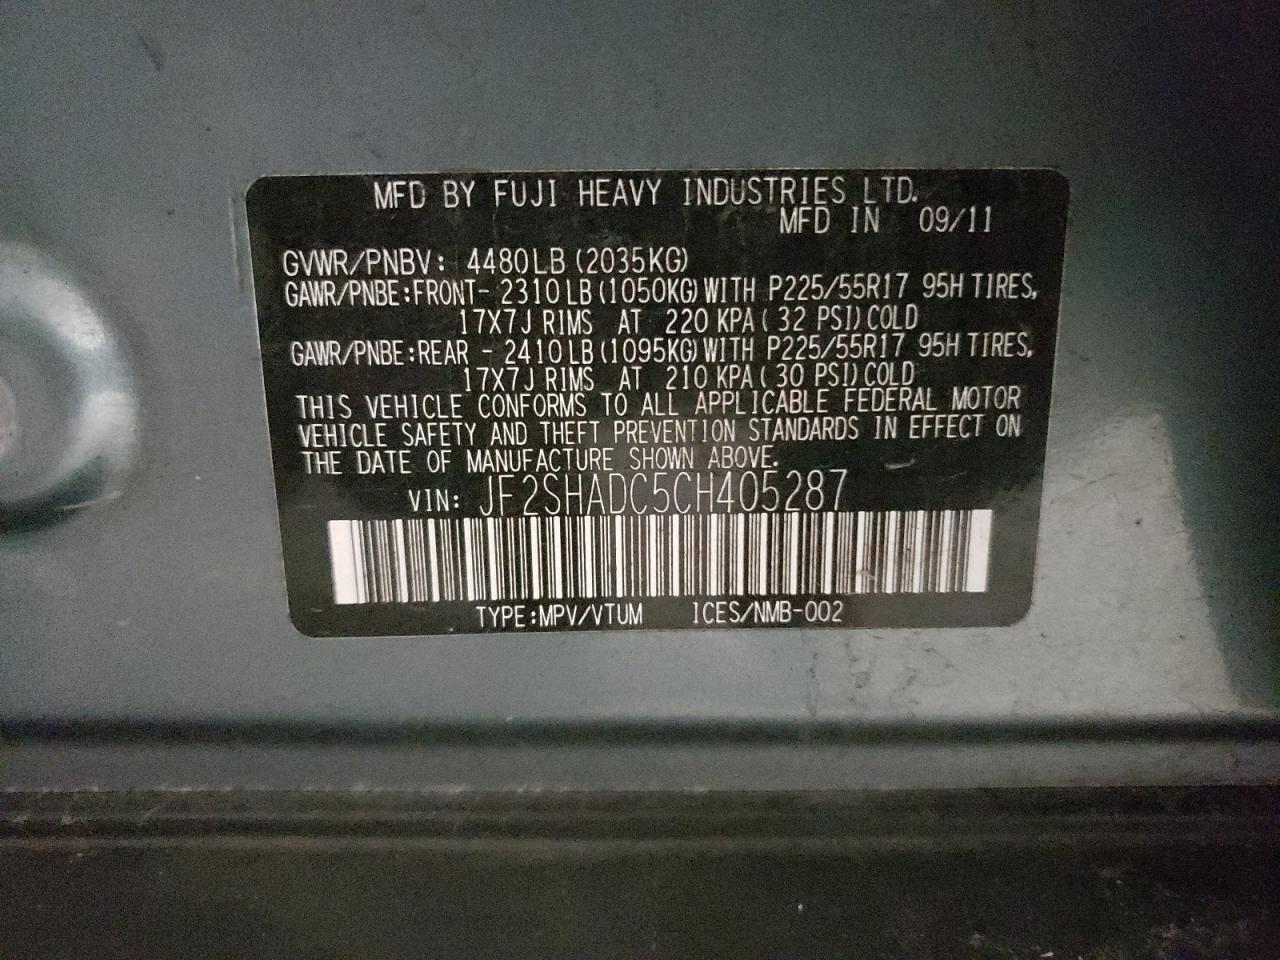 MFD BY FUJI HEAVY INDUSTRIES LTD.
MFD IN 09/11
GVWR/PNBV: 4480LB (2035KG)
GAWR/PNBE:FRONT- 2310 LB (1050KG) WITH P225/55R17 95H TIRES,
17X7J RIMS AT 220 KPA ( 32 PSI) COLD
GAWR/PNBE:REAR - 2410 LB (1095KG) WITH P225/55R17 95H TIRES,
17X7J RIMS AT 210 KPA ( 30 PSI) COLD
THIS VEHICLE CONFORMS TO ALL APPLICABLE FEDERAL MOTOR
VEHICLE SAFETY AND THEFT PREVENTION STANDARDS IN EFFECT ON
THE DATE OF MANUFACTURE SHOWN ABOVE.
VIN: JF2SHADC5CH405287
TYPE:MPV/VTUM ICES/NMB-002